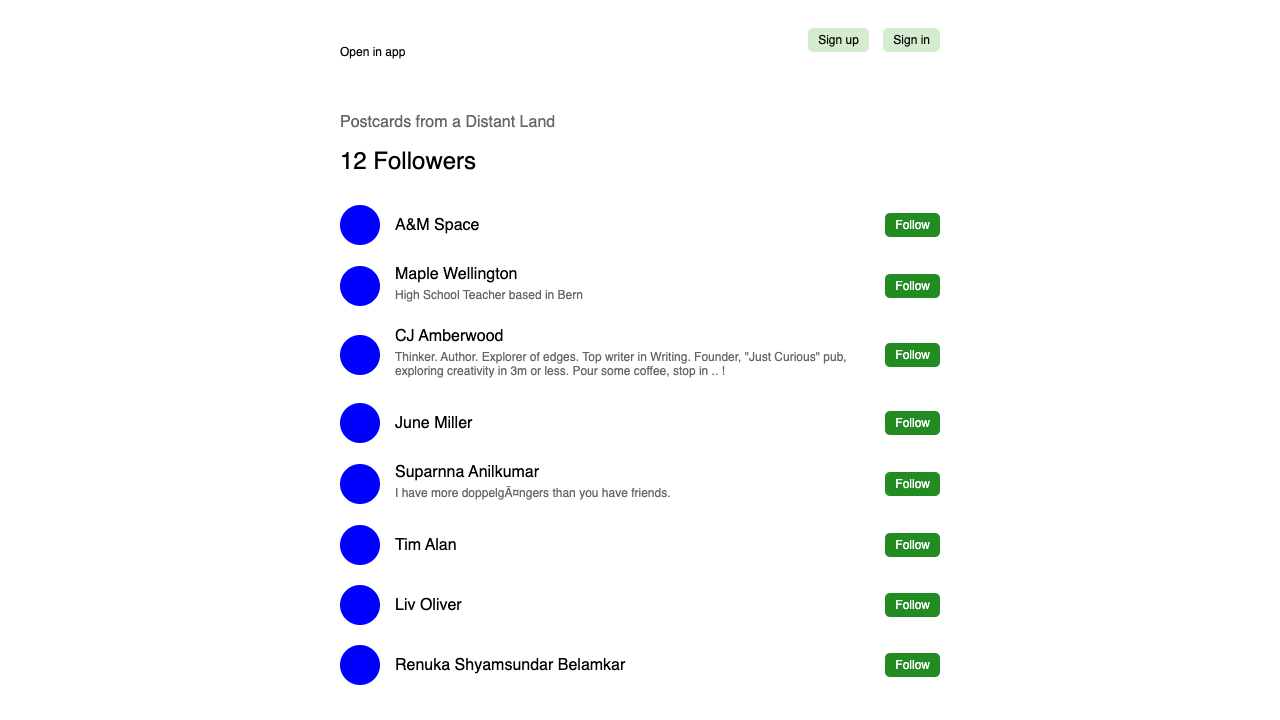 Open in app
Sign up
Sign in
Postcards from a Distant Land
12 Followers
A&M Space
Follow
Maple Wellington
High School Teacher based in Bern
Follow
CJ Amberwood
Thinker. Author. Explorer of edges. Top writer in Writing. Founder, "Just Curious" pub,
exploring creativity in 3m or less. Pour some coffee, stop in .. !
Follow
June Miller
Follow
Suparnna Anilkumar
I have more doppelgÃ¤ngers than you have friends.
Follow
Tim Alan
Follow
Liv Oliver
Follow
Renuka Shyamsundar Belamkar
Follow